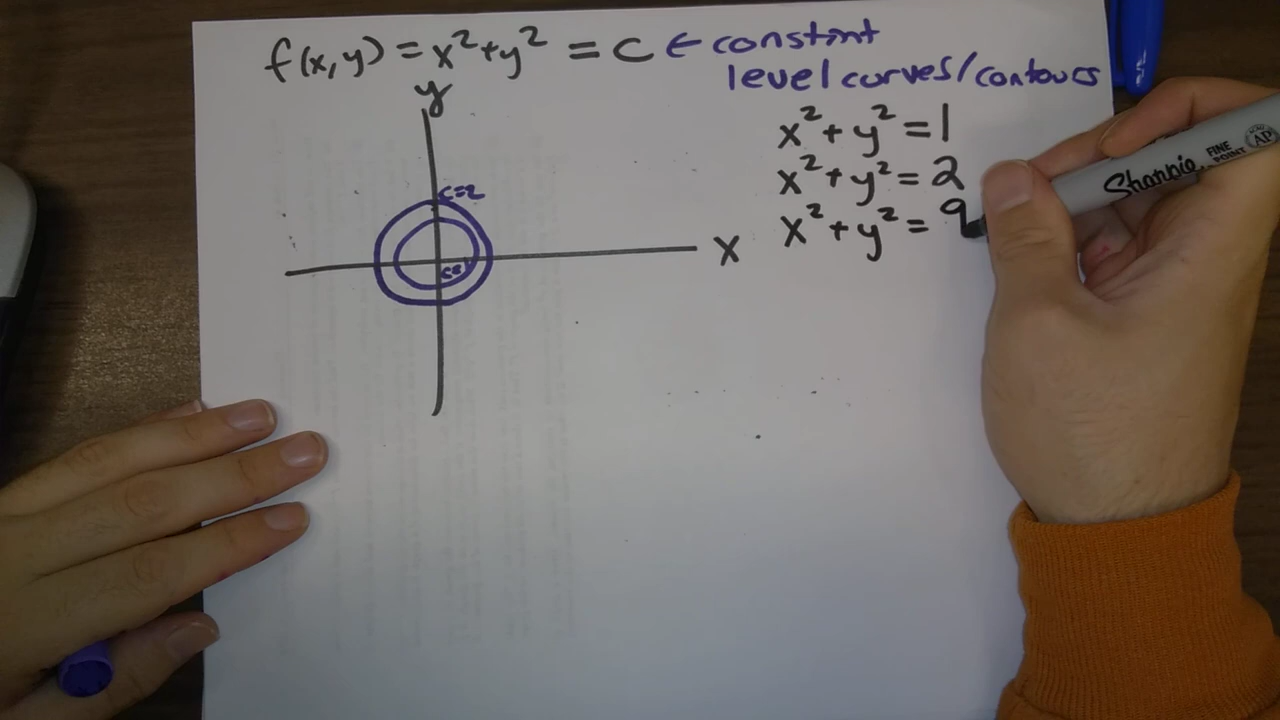 f(x,y) = x²+y² = C ← constant
level curves/contours
y
x²+y²=1
x²+y²=2
x²+y²=9
C=2
x
Sharpie
FINE
POINT
AP